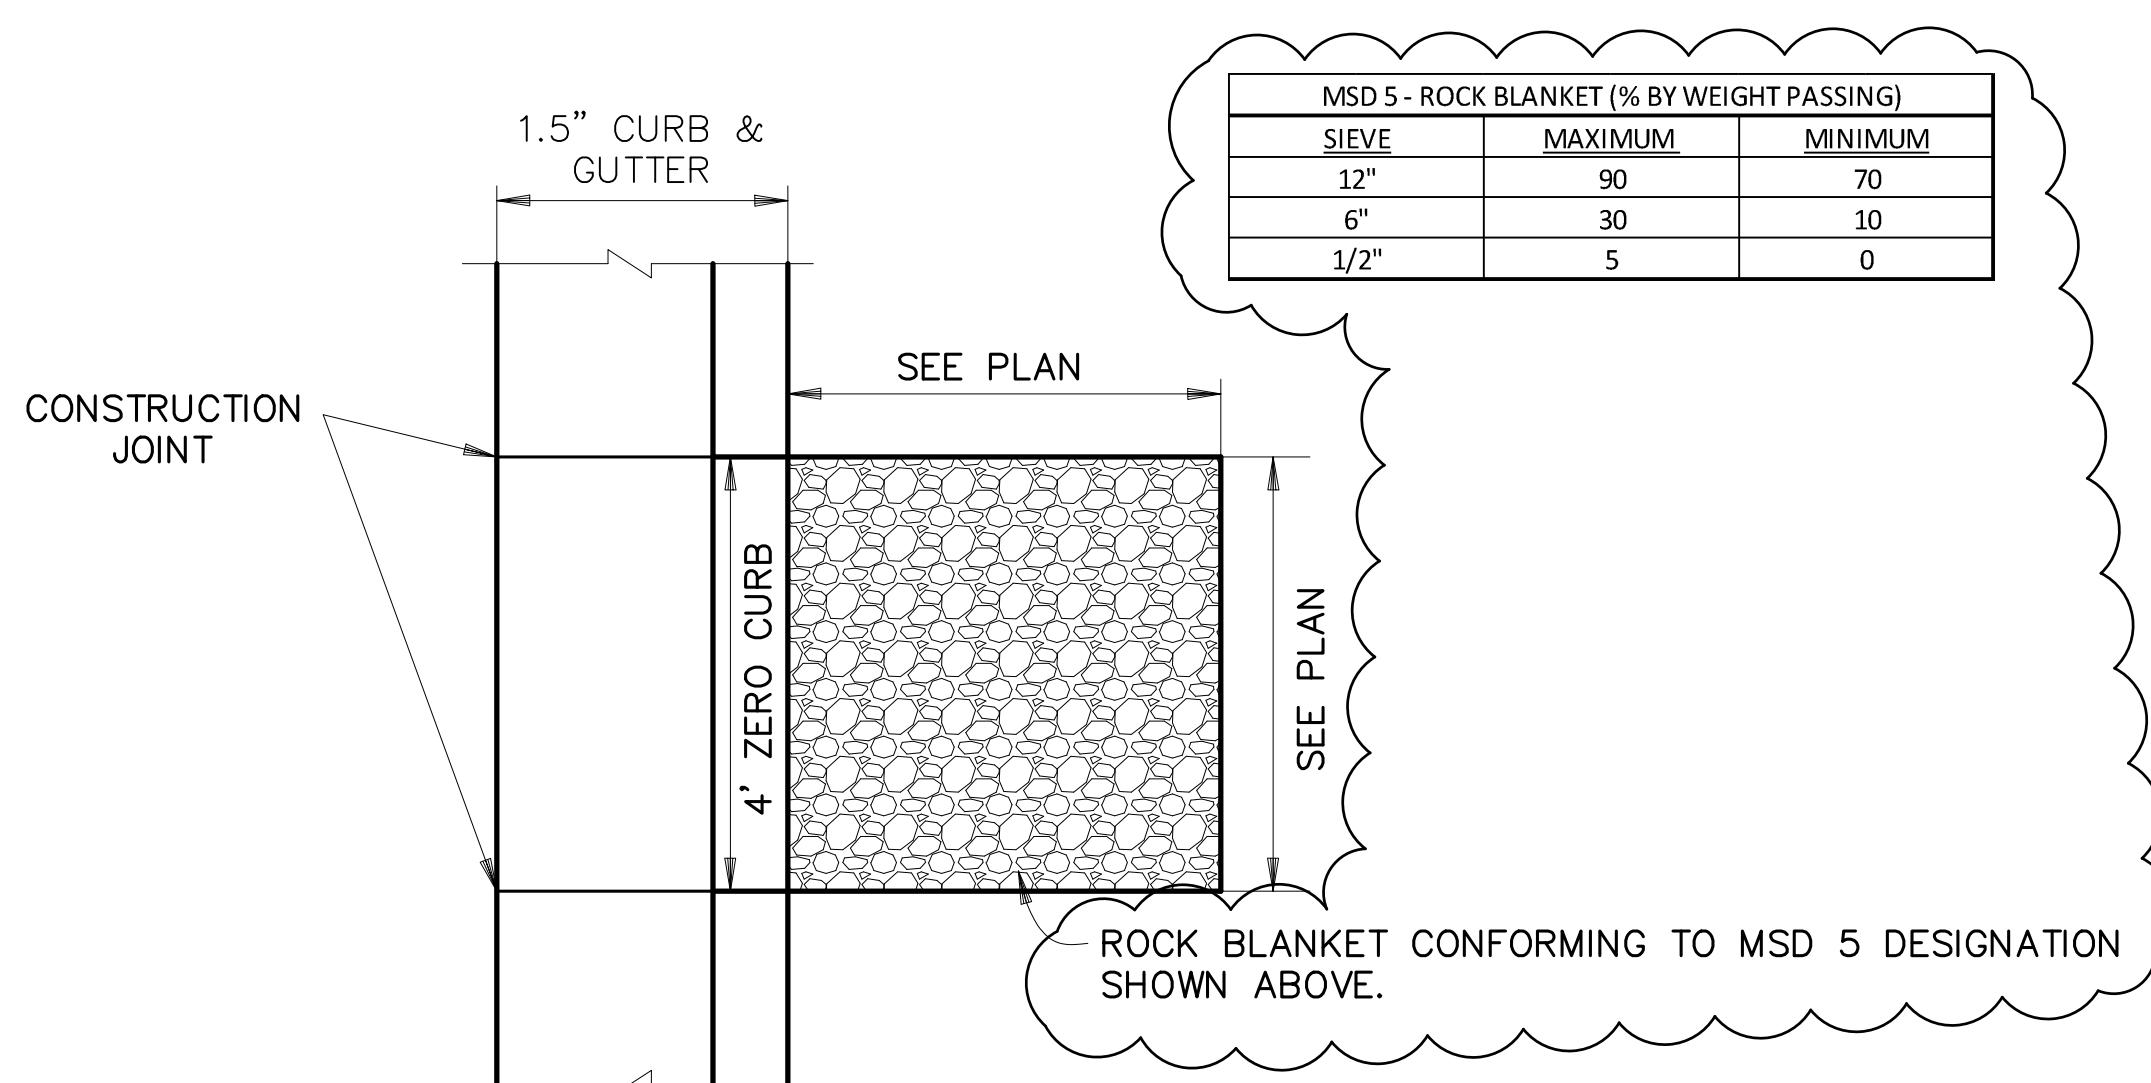 MSD 5 - ROCK BLANKET (% BY WEIGHT PASSING)
SIEVE MAXIMUM MINIMUM
12" 90 70
6" 30 10
1/2" 5 0
1.5" CURB &
GUTTER
SEE PLAN
CONSTRUCTION
JOINT
4' ZERO CURB
SEE PLAN
ROCK BLANKET CONFORMING TO MSD 5 DESIGNATION
SHOWN ABOVE.